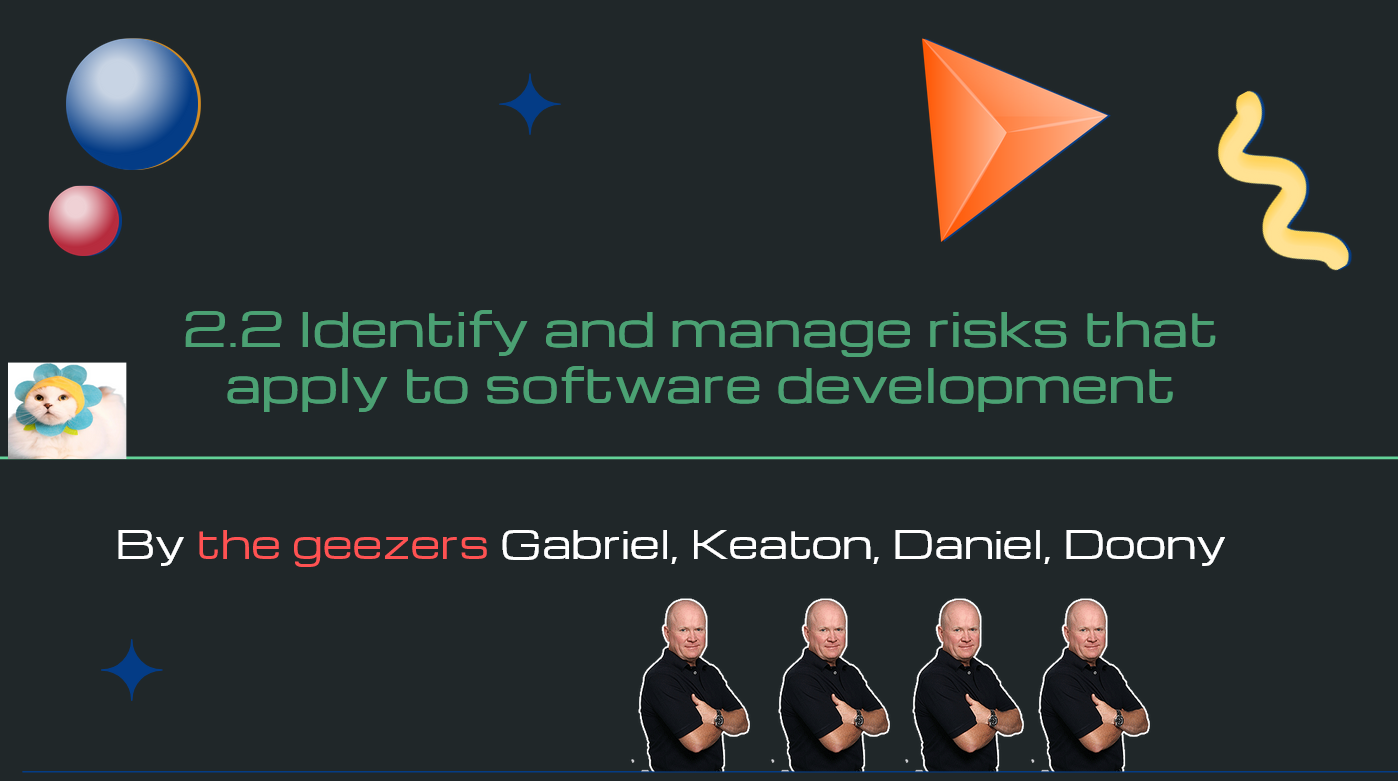 2.2 Identify and manage risks that
apply to software development
By the geezers Gabriel, Keaton, Daniel, Doony